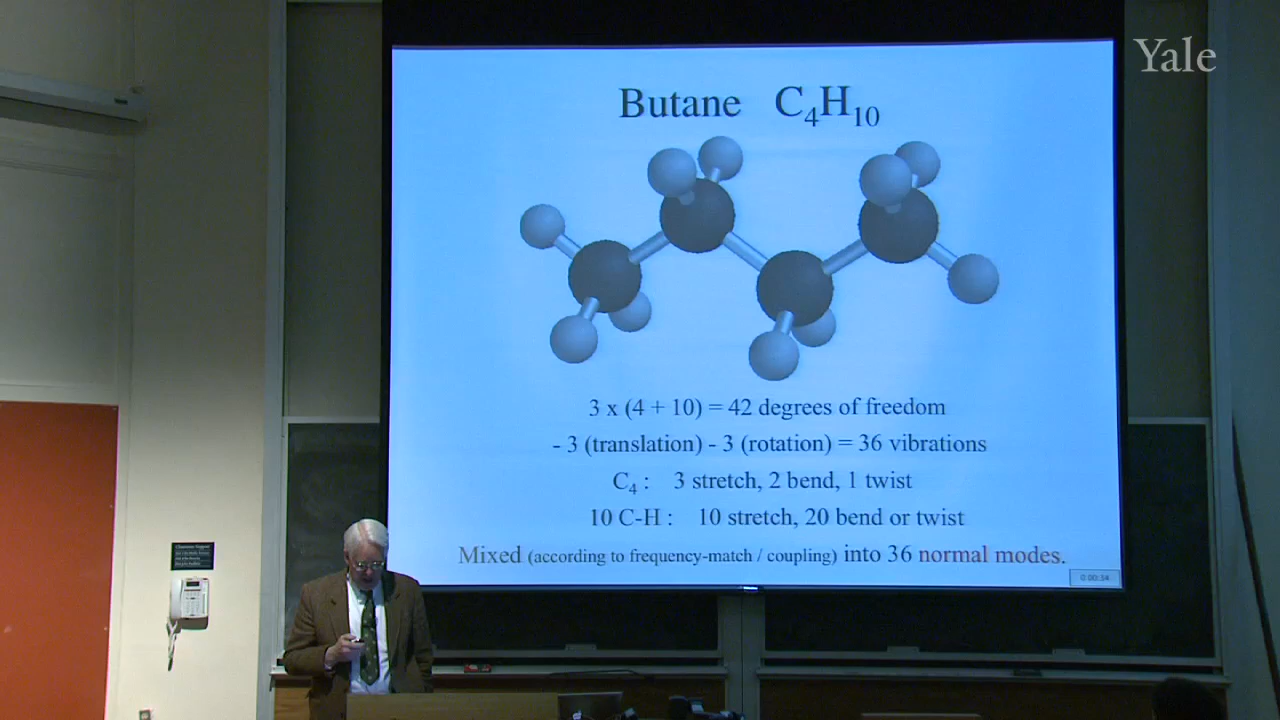 Yale
Butane C₄H₁₀
3 x (4 + 10) = 42 degrees of freedom
- 3 (translation) - 3 (rotation) = 36 vibrations
C₄ : 3 stretch, 2 bend, 1 twist
10 C-H : 10 stretch, 20 bend or twist
Mixed (according to frequency-match / coupling) into 36 normal modes.
0:00:34